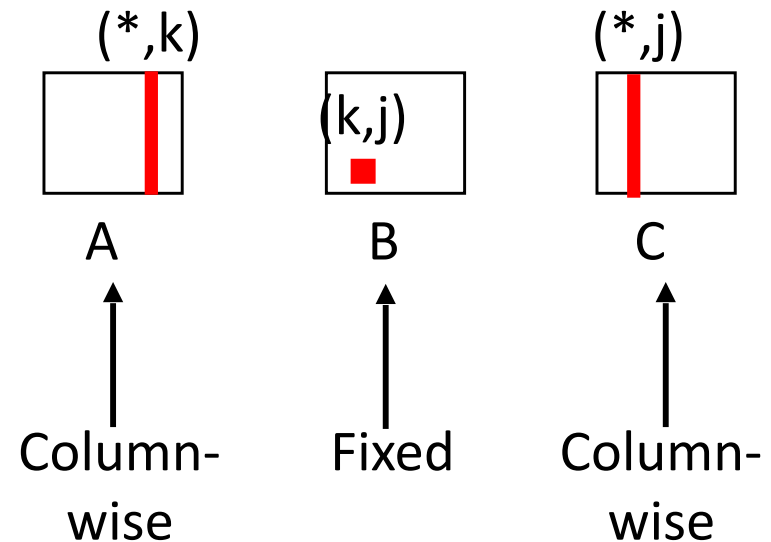 (*,k)
(*,j)
(k,j)
A
B
C
Column-
wise
Fixed
Column-
wise